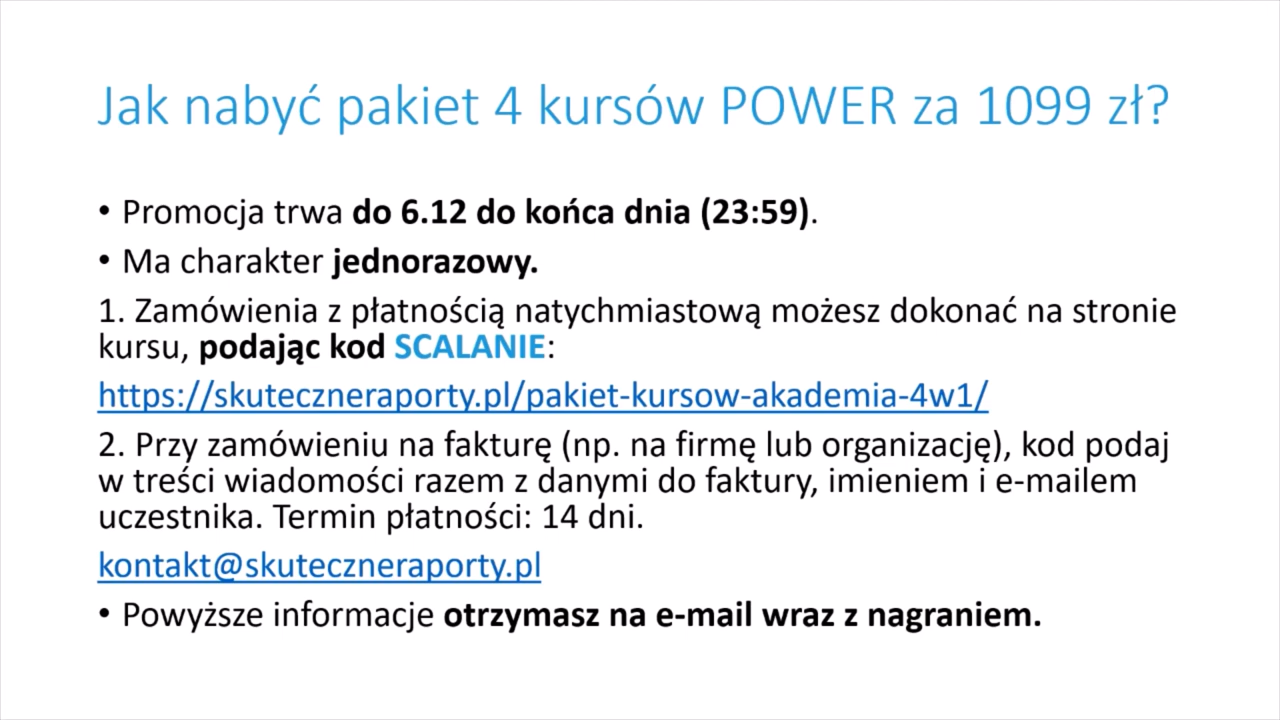 Jak nabyć pakiet 4 kursów POWER za 1099 zł?
• Promocja trwa do 6.12 do końca dnia (23:59).
• Ma charakter jednorazowy.
1. Zamówienia z płatnością natychmiastową możesz dokonać na stronie
kursu, podając kod SCALANIE:
https://skuteczneraporty.pl/pakiet-kursow-akademia-4w1/
2. Przy zamówieniu na fakturę (np. na firmę lub organizację), kod podaj
w treści wiadomości razem z danymi do faktury, imieniem i e-mailem
uczestnika. Termin płatności: 14 dni.
kontakt@skuteczneraporty.pl
• Powyższe informacje otrzymasz na e-mail wraz z nagraniem.